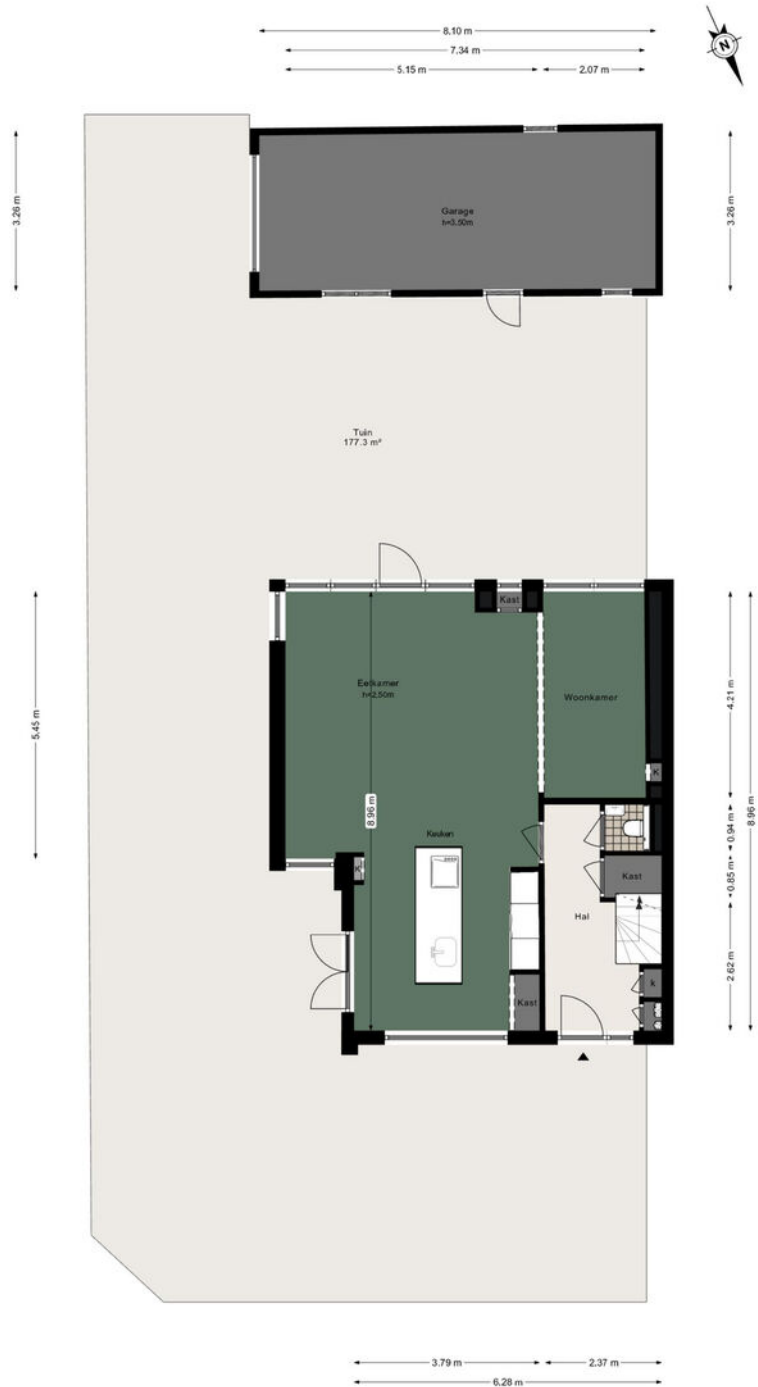 8.10 m
7.34 m
5.15 m
2.07 m
N
3.26 m
3.26 m
Garage
h=3.50m
Tuin
177.3 m²
Kast
Eetkamer
h=2.50m
Woonkamer
5.45 m
4.21 m
8.96 m
8.96 m
K
0.94 m
Keuken
K
0.85 m
Kast
Hal
2.62 m
k
Kast
3.79 m
2.37 m
6.28 m